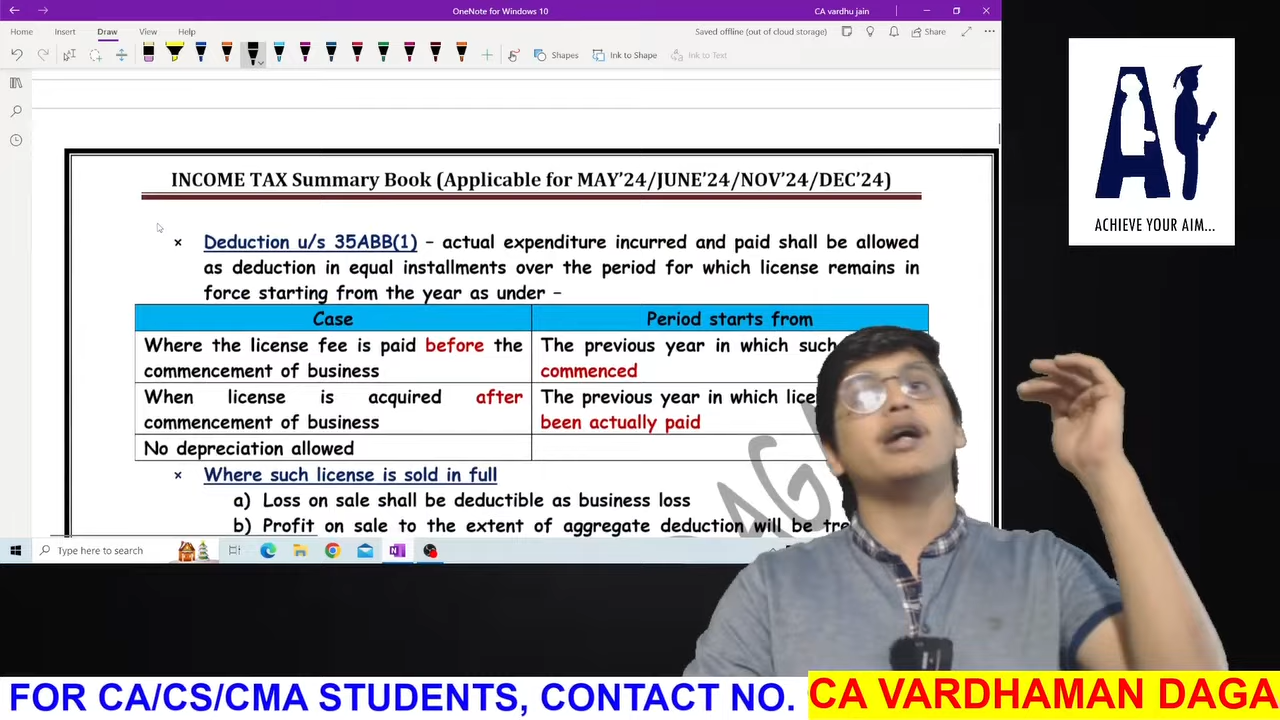 OneNote for Windows 10
CA vardhu jain
Home Insert Draw View Help
Saved offline (out of cloud storage)
Share
Shapes
Ink to Shape
Ink to Text
INCOME TAX Summary Book (Applicable for MAY'24/JUNE'24/NOV'24/DEC'24)
× Deduction u/s 35ABB(1) – actual expenditure incurred and paid shall be allowed
as deduction in equal installments over the period for which license remains in
force starting from the year as under –
Case
Period starts from
Where the license fee is paid before the
commencement of business
The previous year in which such
commenced
When license is acquired after
commencement of business
The previous year in which
been actually paid
No depreciation allowed
× Where such license is sold in full
a) Loss on sale shall be deductible as business loss
b) Profit on sale to the extent of aggregate deduction will be
Type here to search
ACHIEVE YOUR AIM...
FOR CA/CS/CMA STUDENTS, CONTACT NO.
CA VARDHAMAN DAGA